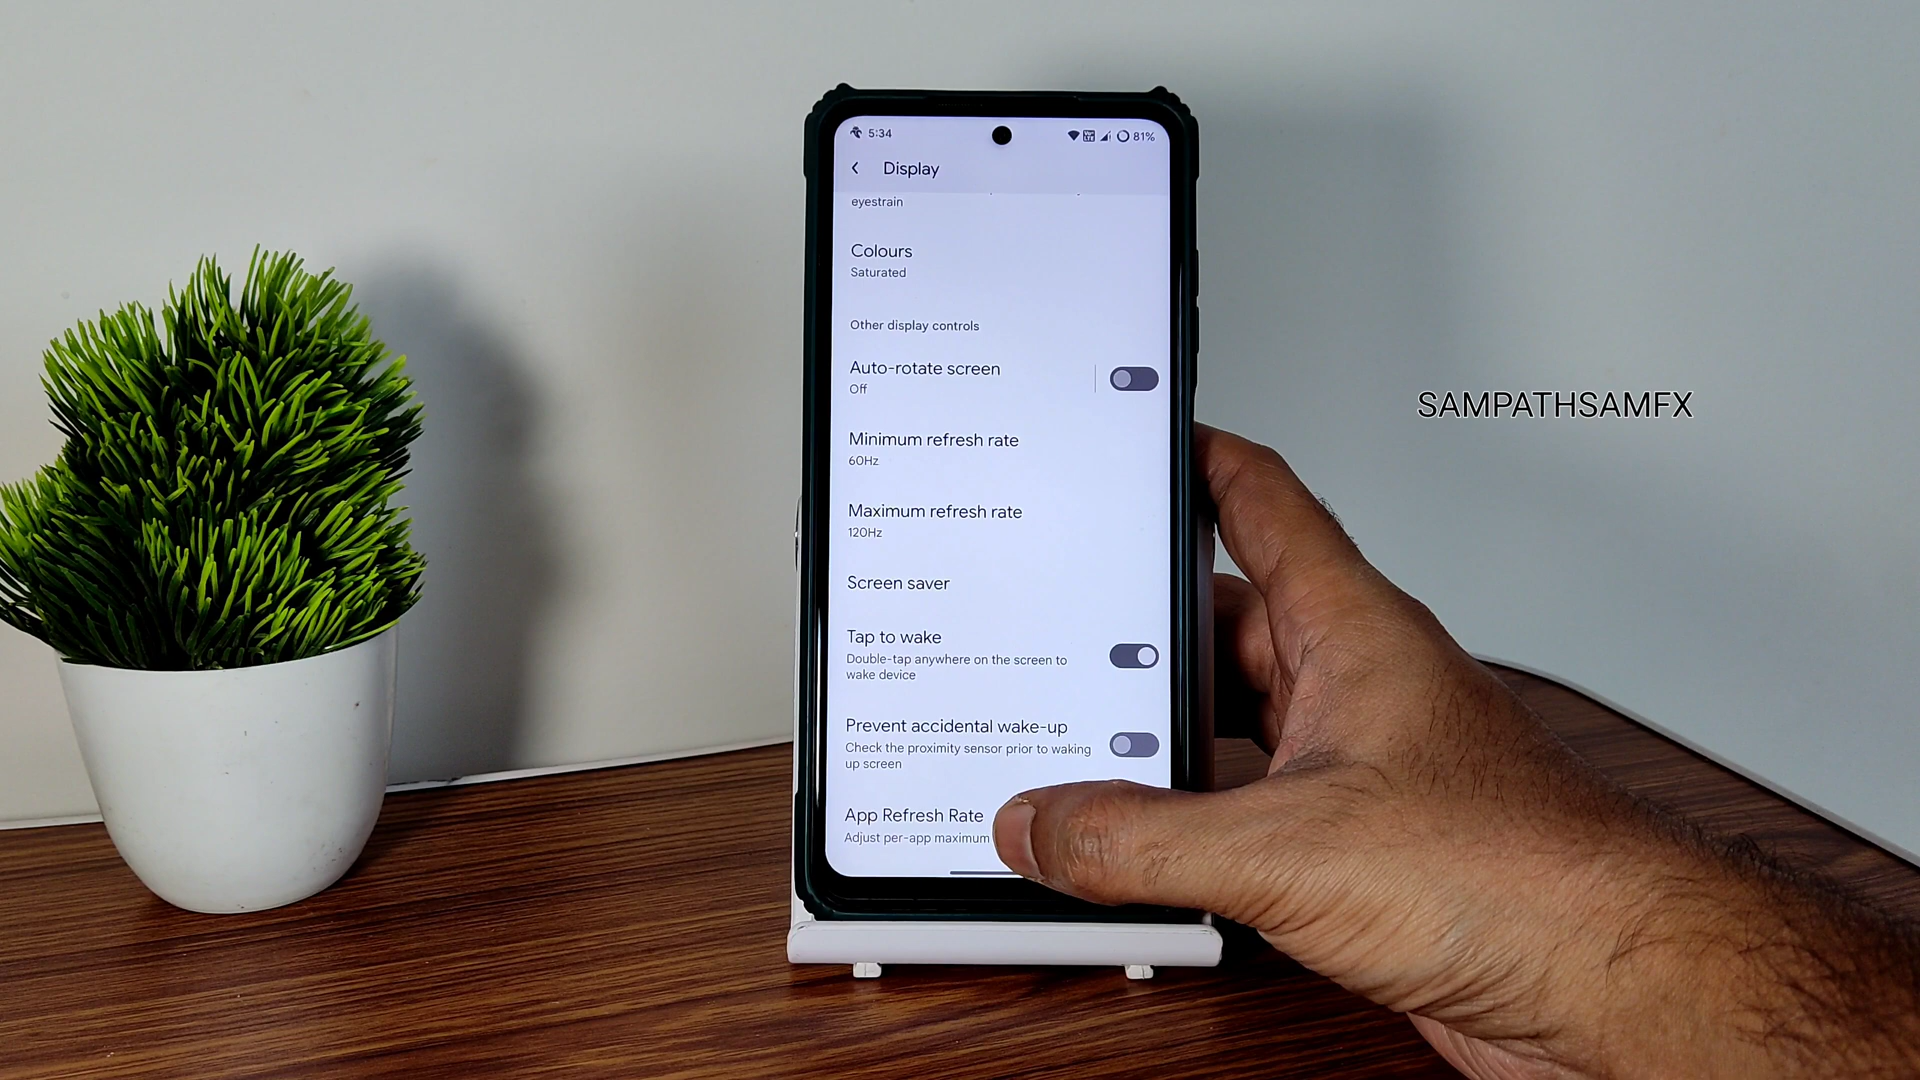 5:34
81%
Display
eyestrain
Colours
Saturated
Other display controls
Auto-rotate screen
Off
Minimum refresh rate
60Hz
Maximum refresh rate
120Hz
Screen saver
Tap to wake
Double-tap anywhere on the screen to
wake device
Prevent accidental wake-up
Check the proximity sensor prior to waking
up screen
App Refresh Rate
Adjust per-app maximum
SAMPATHSAMFX